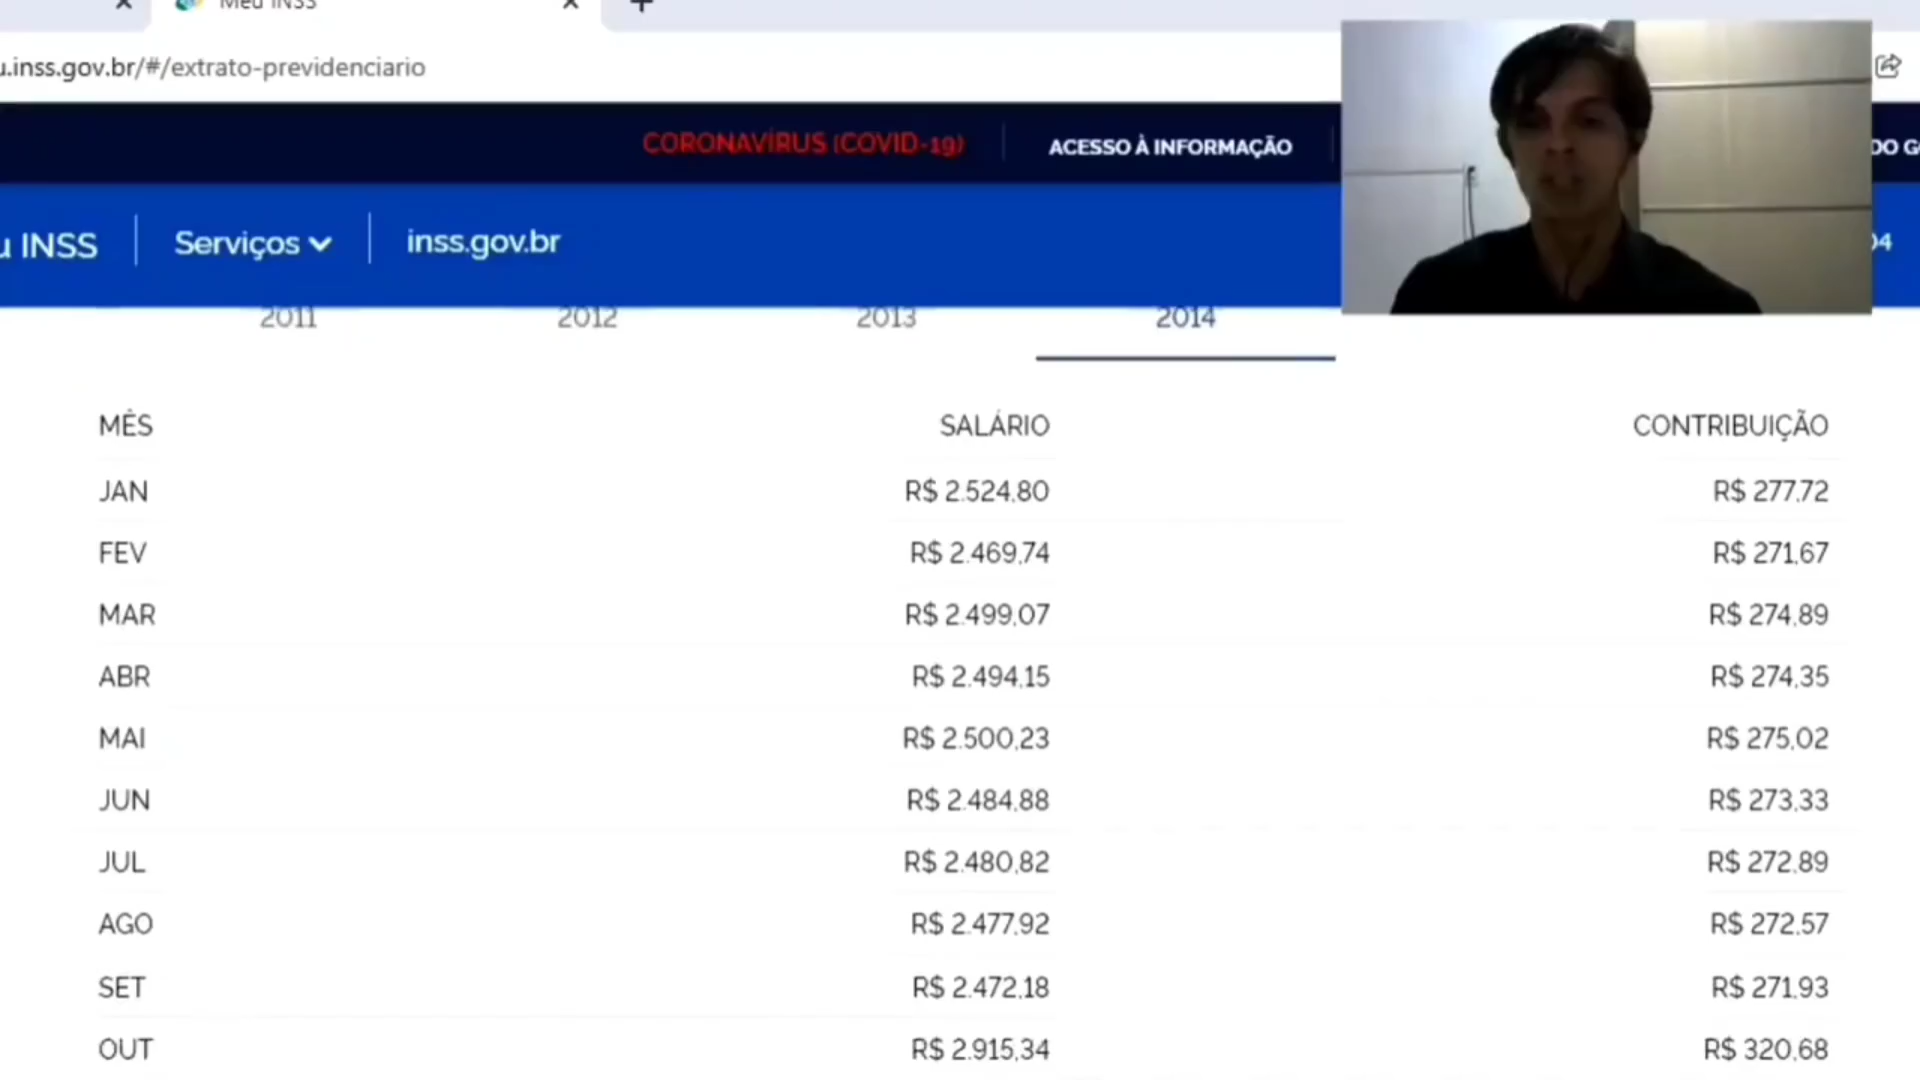 Meu INSS
u.inss.gov.br/#/extrato-previdenciario
CORONAVÍRUS (COVID-19)
ACESSO À INFORMAÇÃO
DO G
u INSS
Serviços
inss.gov.br
04
2011 2012 2013 2014
MÊS SALÁRIO CONTRIBUIÇÃO
JAN R$ 2.524,80 R$ 277,72
FEV R$ 2.469,74 R$ 271,67
MAR R$ 2.499,07 R$ 274,89
ABR R$ 2.494,15 R$ 274,35
MAI R$ 2.500,23 R$ 275,02
JUN R$ 2.484,88 R$ 273,33
JUL R$ 2.480,82 R$ 272,89
AGO R$ 2.477,92 R$ 272,57
SET R$ 2.472,18 R$ 271,93
OUT R$ 2.915,34 R$ 320,68